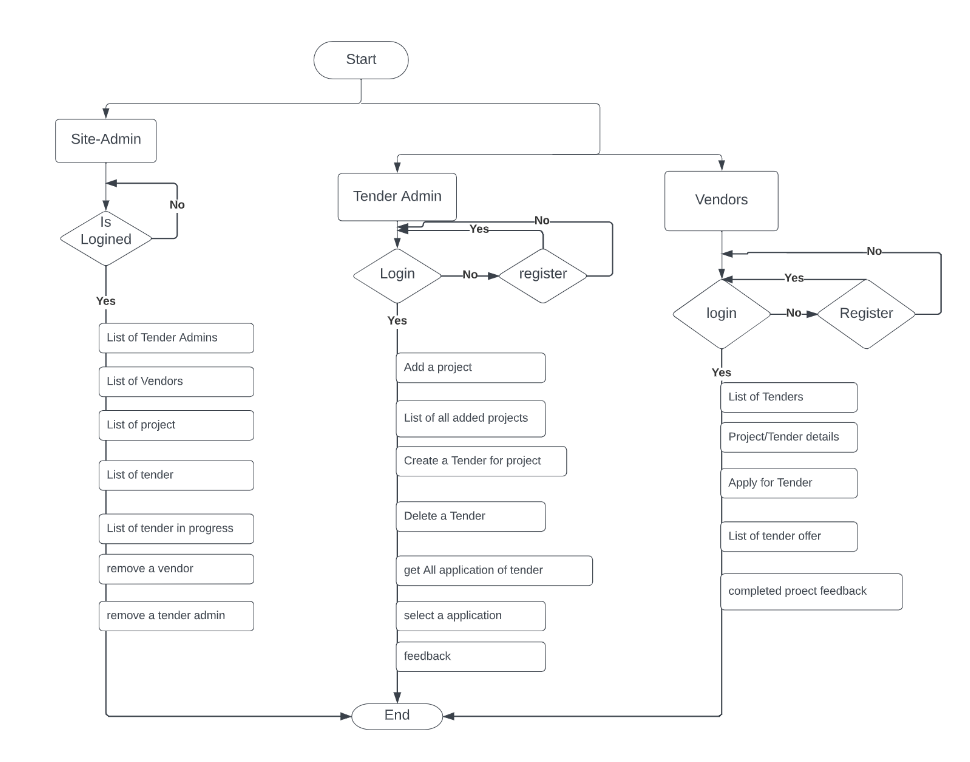 Start
Site-Admin
No
Is
Logined
Yes
List of Tender Admins
List of Vendors
List of project
List of tender
List of tender in progress
remove a vendor
remove a tender admin
Tender Admin
No
Yes
Login
No
register
Yes
Add a project
List of all added projects
Create a Tender for project
Delete a Tender
get All application of tender
select a application
feedback
Vendors
No
Yes
login
No
Register
Yes
List of Tenders
Project/Tender details
Apply for Tender
List of tender offer
completed proect feedback
End